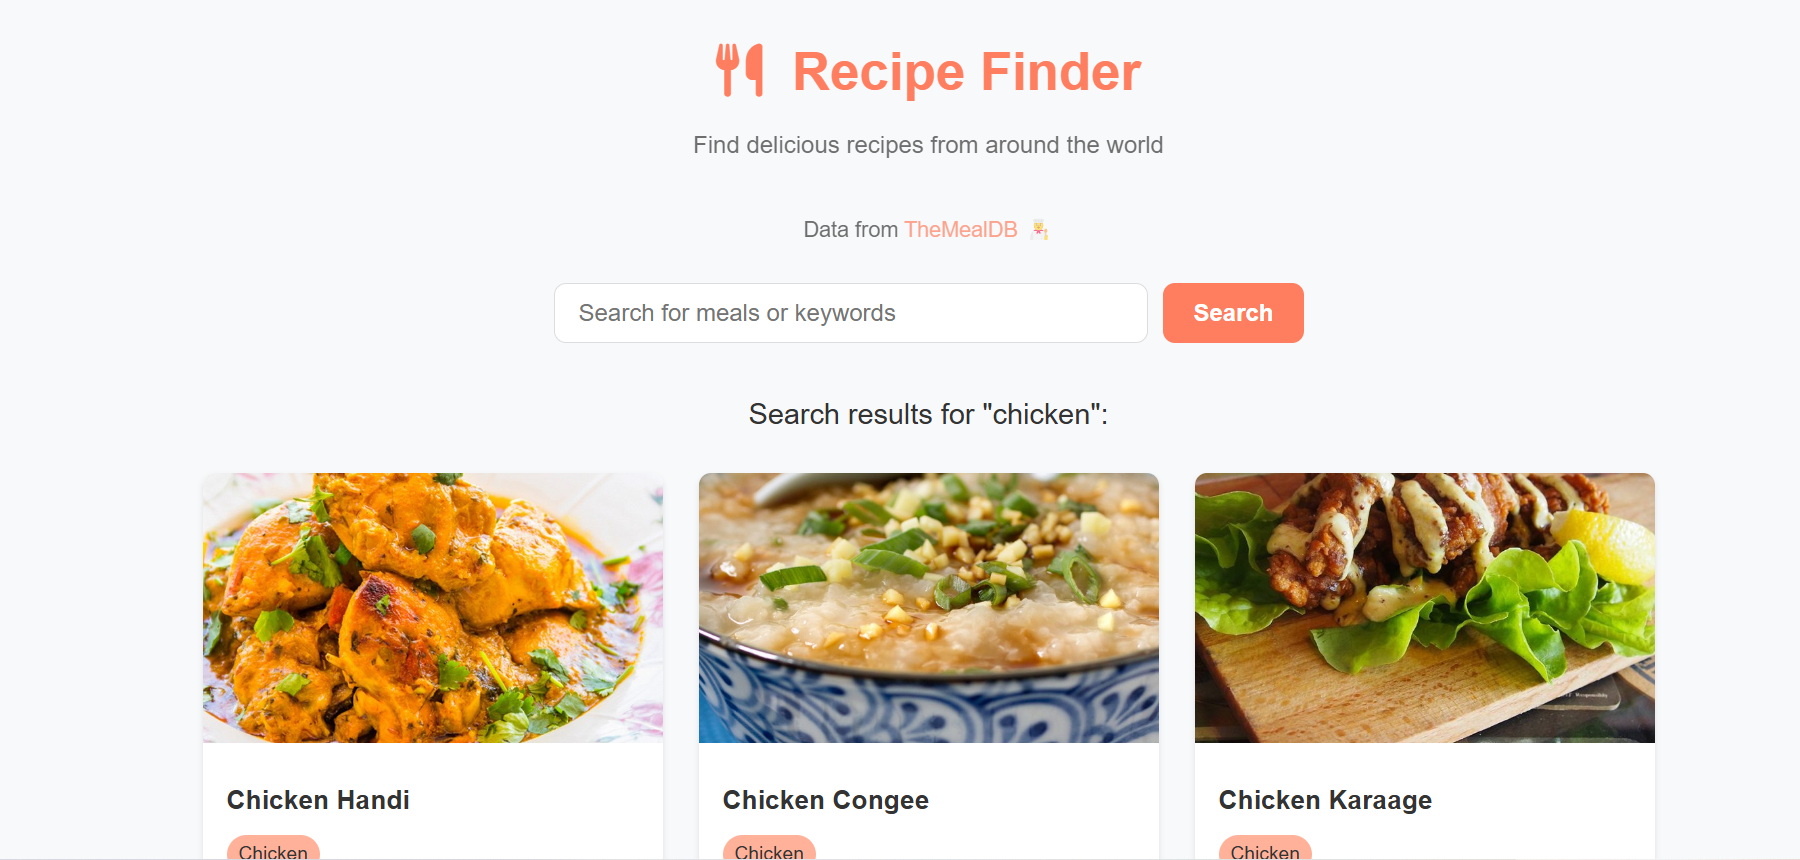 Recipe Finder
Find delicious recipes from around the world
Data from TheMealDB
Search for meals or keywords
Search
Search results for "chicken":
Chicken Handi
Chicken Congee
Chicken Karaage
Chicken
Chicken
Chicken